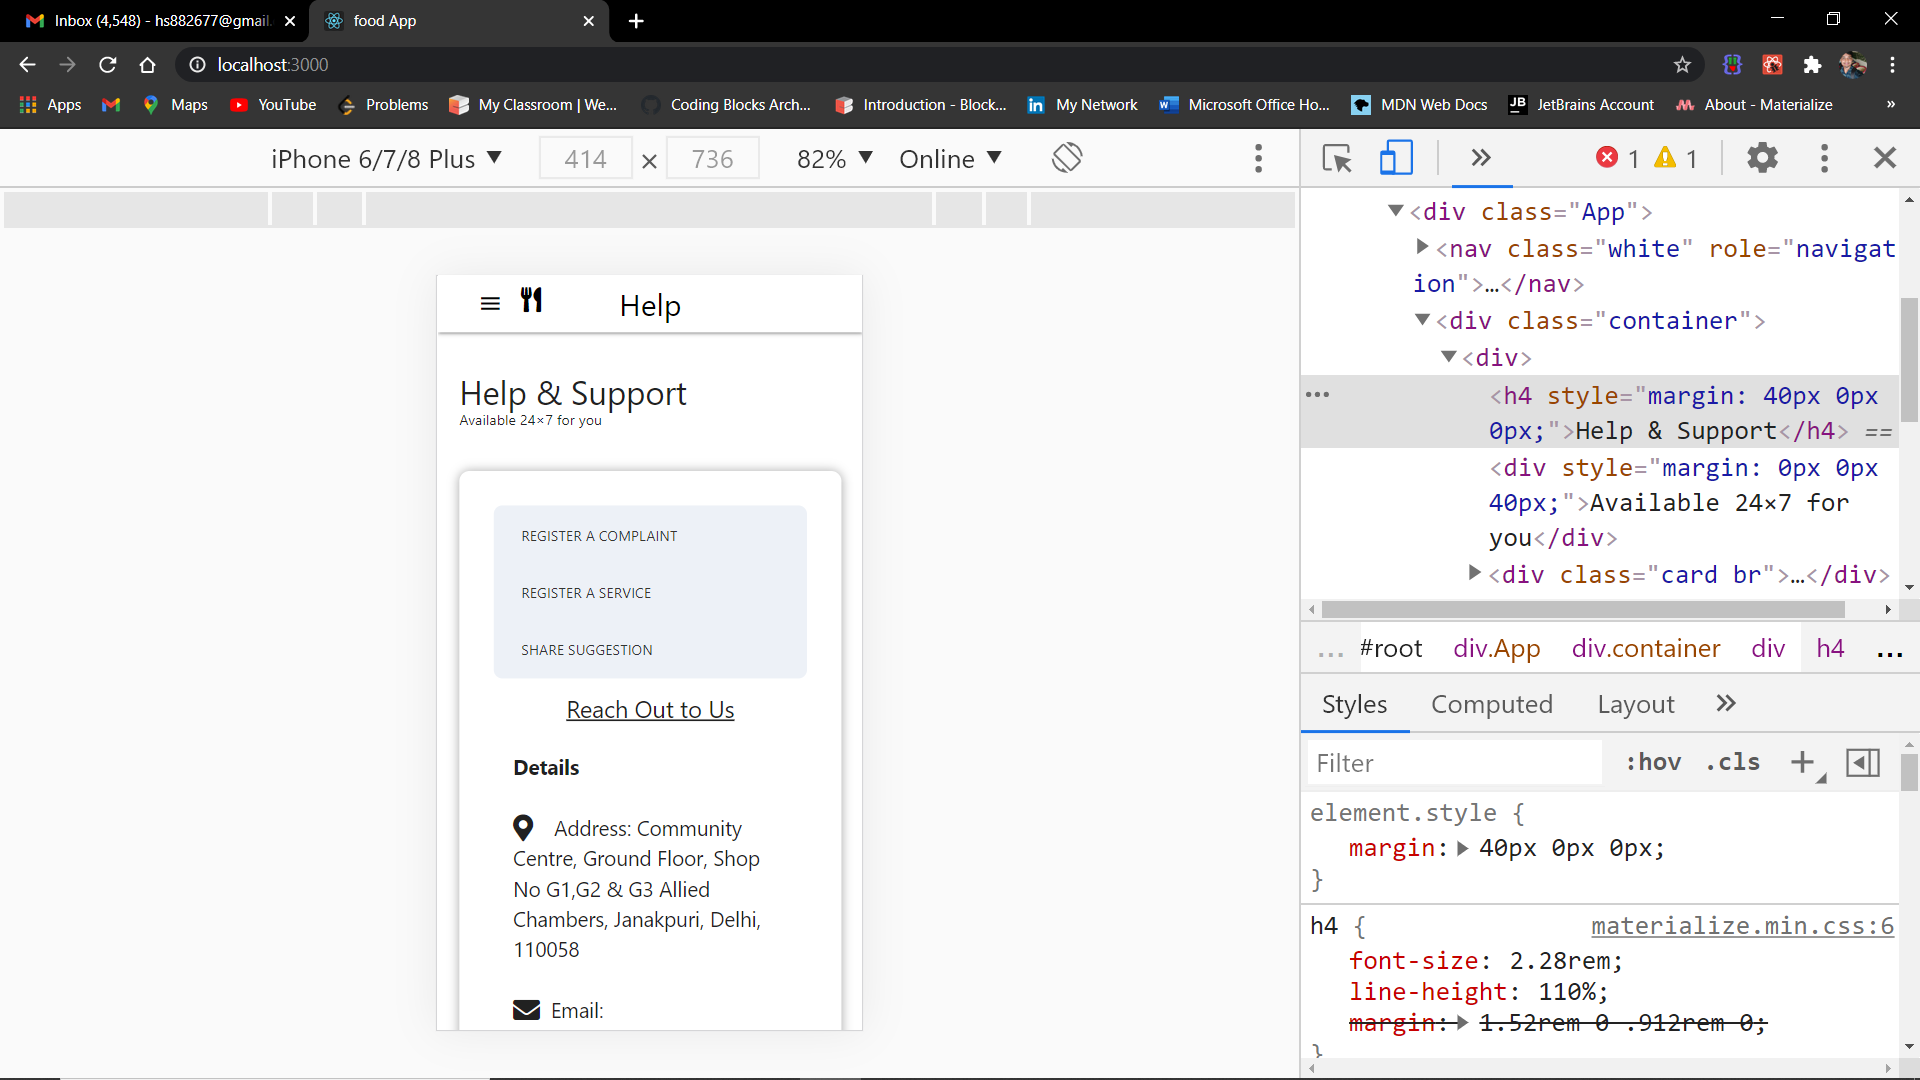 Inbox (4,548) - hs882677@gmail.
food App
localhost:3000
Apps
Maps
YouTube
Problems
My Classroom | We...
Coding Blocks Arch...
Introduction - Block...
My Network
Microsoft Office Ho...
MDN Web Docs
JetBrains Account
About - Materialize
»
iPhone 6/7/8 Plus ▼ 414 × 736 82% ▼ Online ▼
1 1
Help
Help & Support
Available 24×7 for you
REGISTER A COMPLAINT
REGISTER A SERVICE
SHARE SUGGESTION
Reach Out to Us
Details
Address: Community
Centre, Ground Floor, Shop
No G1,G2 & G3 Allied
Chambers, Janakpuri, Delhi,
110058
Email:
<div class="App">
<nav class="white" role="navigat
ion">…</nav>
<div class="container">
<div>
<h4 style="margin: 40px 0px
0px;">Help & Support</h4> ==
<div style="margin: 0px 0px
40px;">Available 24×7 for
you</div>
<div class="card br">…</div>
... #root div.App div.container div h4 ...
Styles Computed Layout »
Filter :hov .cls +
element.style {
margin: 40px 0px 0px;
}
h4 { materialize.min.css:6
font-size: 2.28rem;
line-height: 110%;
margin: 1.52rem 0 .912rem 0;
}